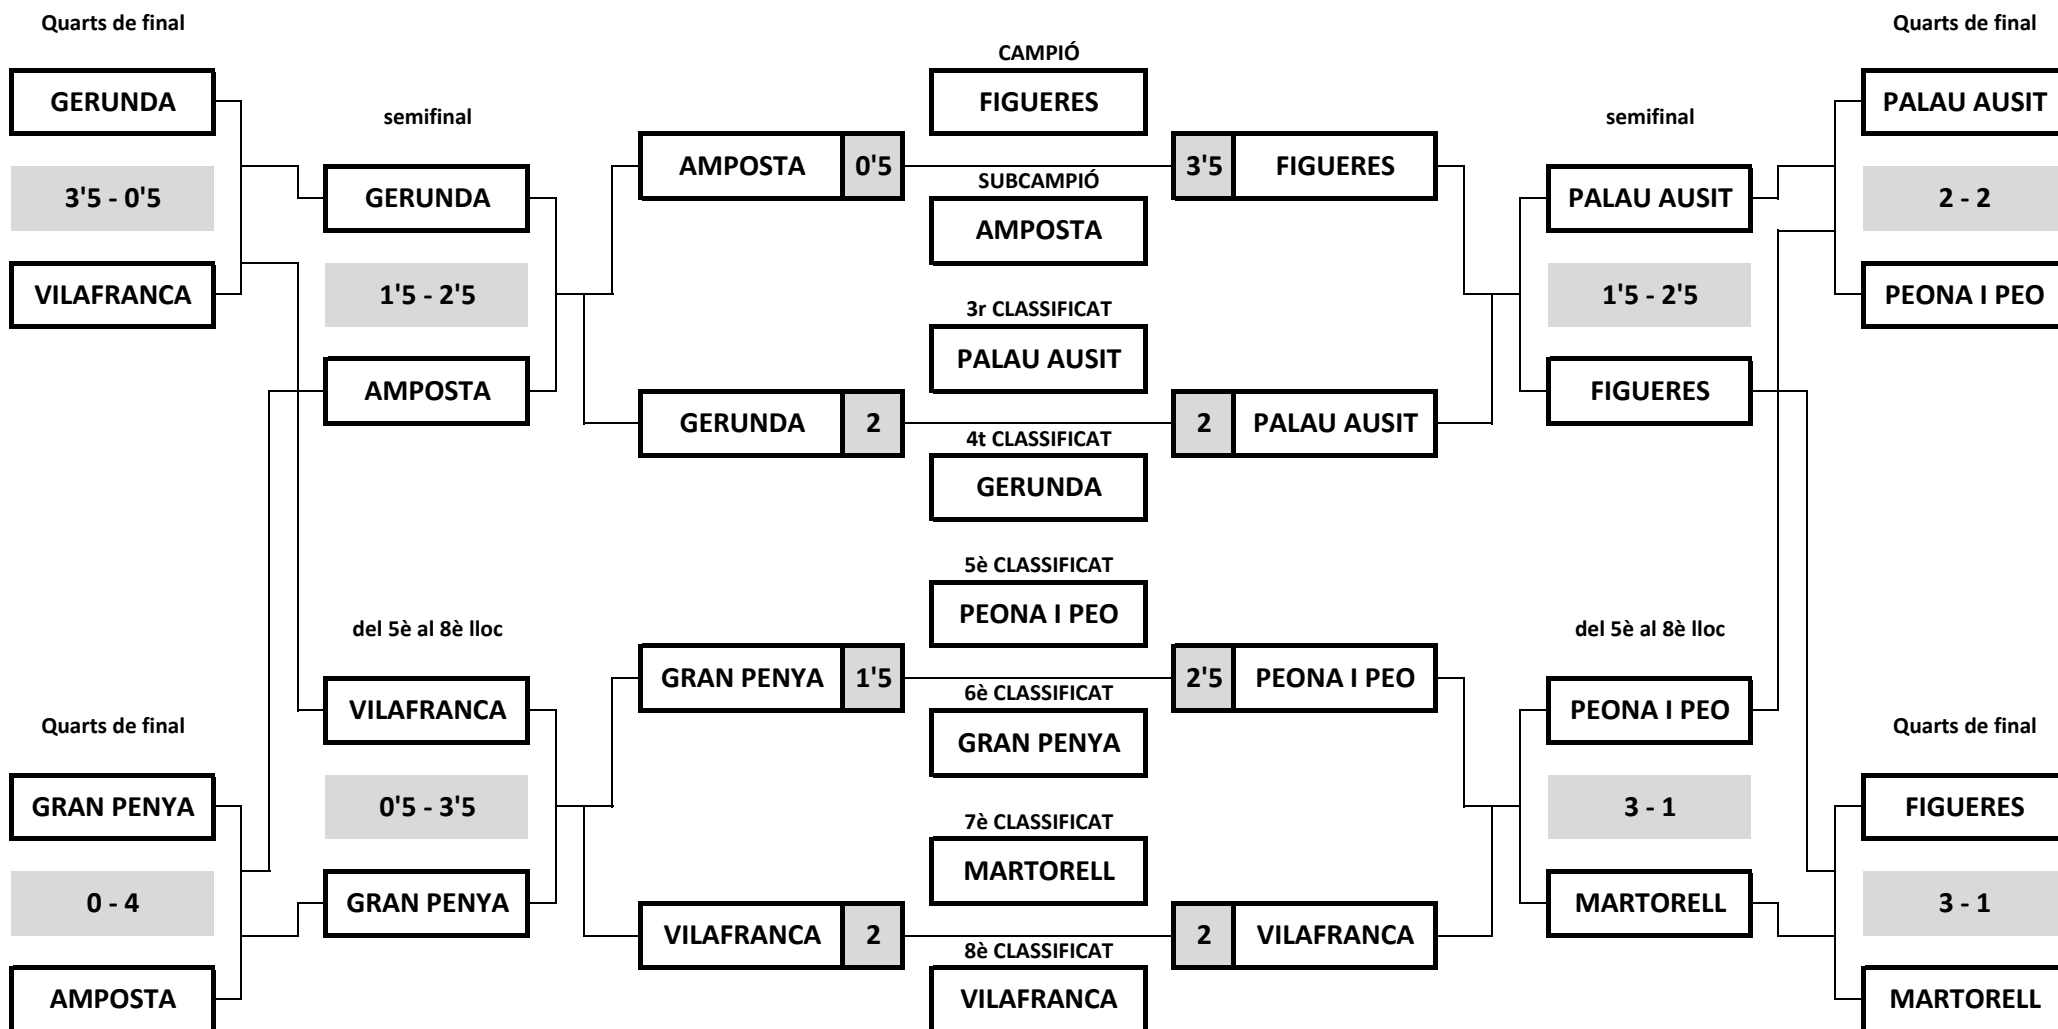 Quarts de final
Quarts de final
CAMPIÓ
GERUNDA
FIGUERES
PALAU AUSIT
semifinal
semifinal
AMPOSTA 0'5
3'5 FIGUERES
3'5 - 0'5
GERUNDA
SUBCAMPIÓ
PALAU AUSIT
2 - 2
AMPOSTA
VILAFRANCA
1'5 - 2'5
1'5 - 2'5
PEONA I PEO
3r CLASSIFICAT
PALAU AUSIT
AMPOSTA
FIGUERES
GERUNDA 2
2 PALAU AUSIT
4t CLASSIFICAT
GERUNDA
5è CLASSIFICAT
PEONA I PEO
del 5è al 8è lloc
del 5è al 8è lloc
GRAN PENYA 1'5
2'5 PEONA I PEO
6è CLASSIFICAT
VILAFRANCA
PEONA I PEO
Quarts de final
Quarts de final
GRAN PENYA
GRAN PENYA
0'5 - 3'5
3 - 1
FIGUERES
7è CLASSIFICAT
MARTORELL
0 - 4
GRAN PENYA
MARTORELL
3 - 1
VILAFRANCA 2
2 VILAFRANCA
8è CLASSIFICAT
AMPOSTA
VILAFRANCA
MARTORELL